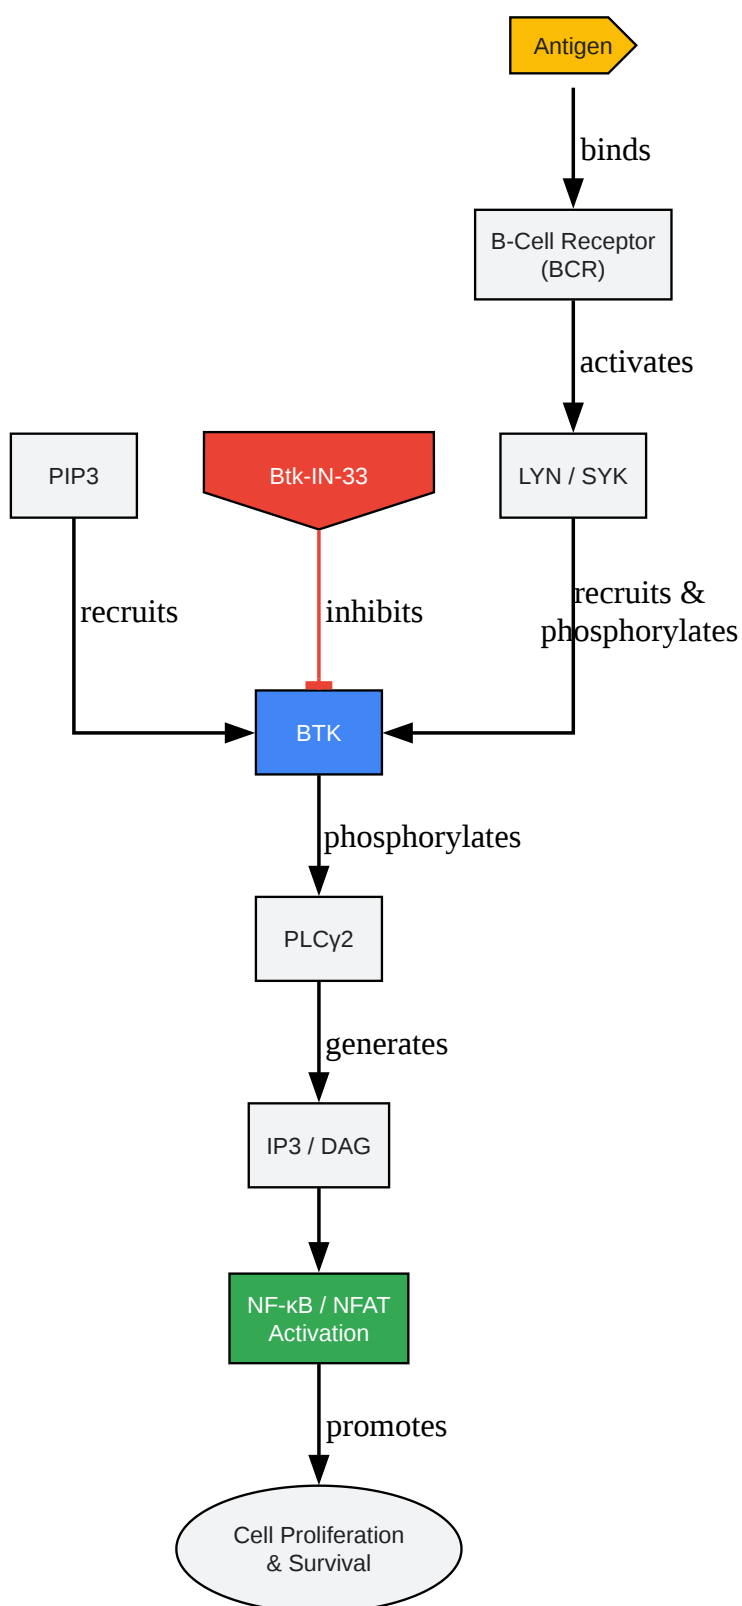 Antigen
binds
B-Cell Receptor
(BCR)
activates
PIP3
Btk-IN-33
LYN / SYK
recruits
inhibits
recruits &
phosphorylates
BTK
phosphorylates
PLCγ2
generates
IP3 / DAG
NF-κB / NFAT
Activation
promotes
Cell Proliferation
& Survival